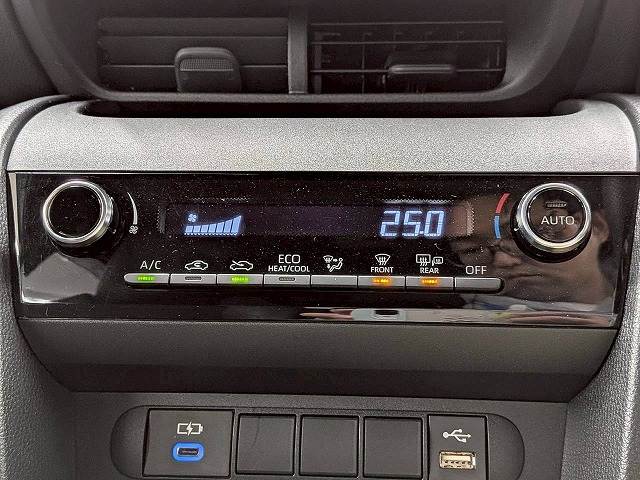 25.0
AUTO
A/C
ECO
HEAT/COOL
FRONT
REAR
OFF